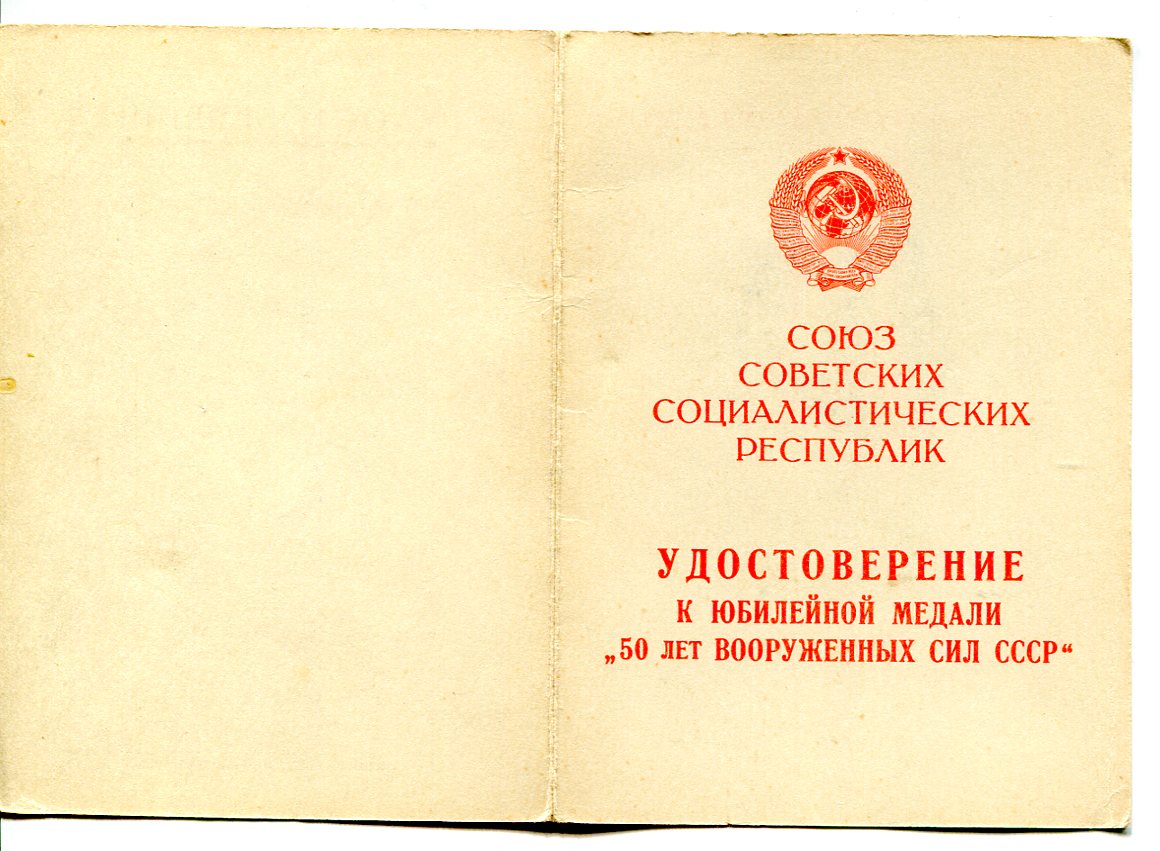 СОЮЗ
СОВЕТСКИХ
СОЦИАЛИСТИЧЕСКИХ
РЕСПУБЛИК
УДОСТОВЕРЕНИЕ
К ЮБИЛЕЙНОЙ МЕДАЛИ
„50 ЛЕТ ВООРУЖЕННЫХ СИЛ СССР“